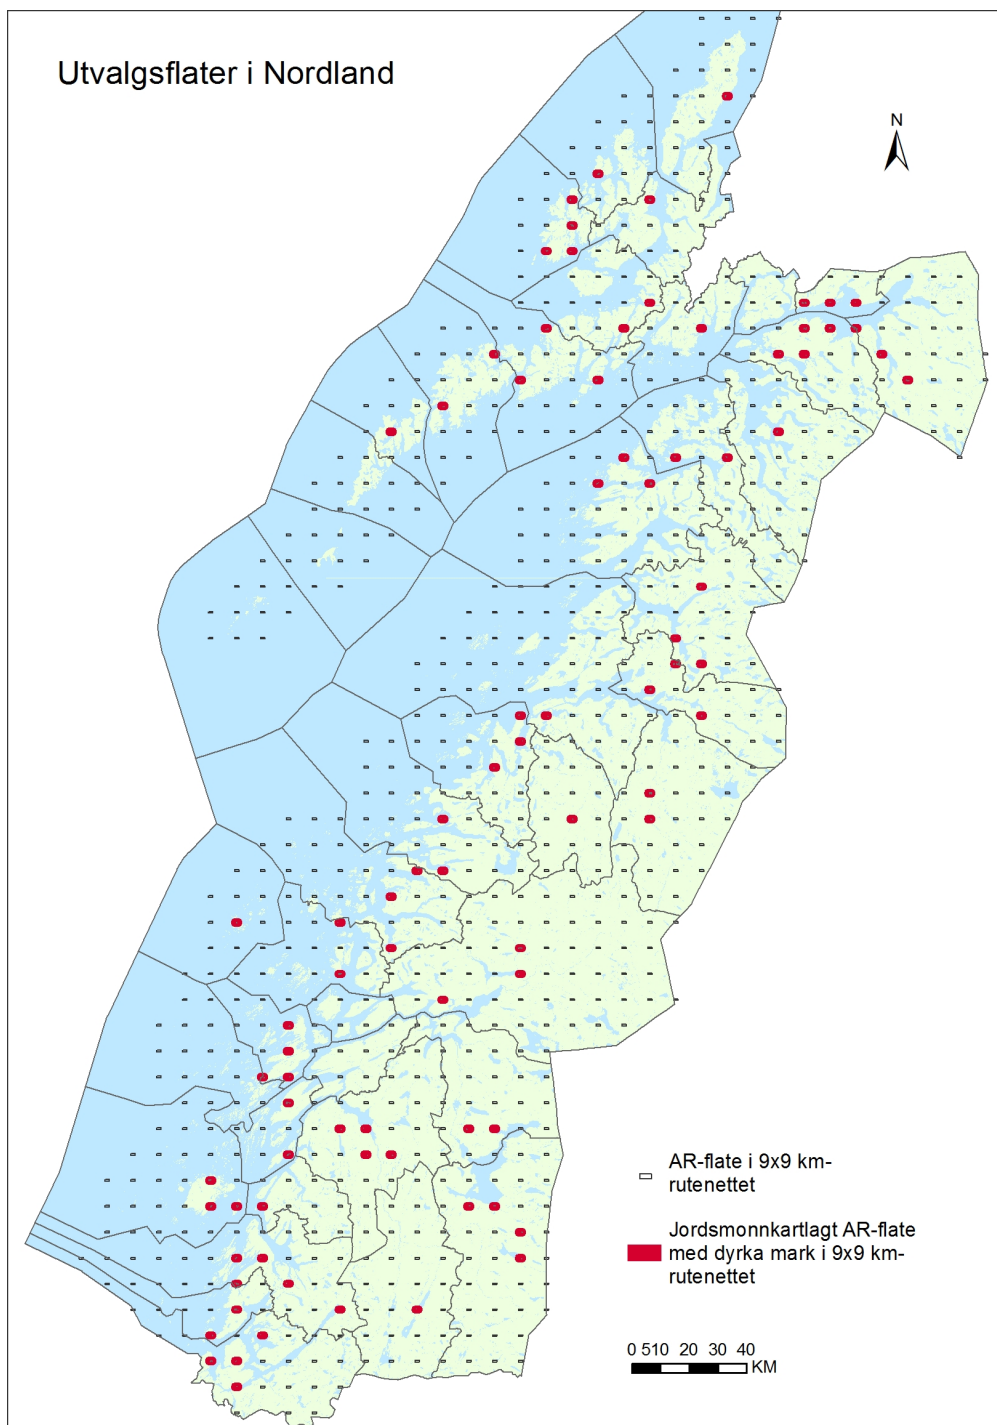 Utvalgsflater i Nordland
N
AR-flate i 9x9 km-
rutenettet
Jordsmonnkartlagt AR-flate
med dyrka mark i 9x9 km-
rutenettet
0 510 20 30 40
KM